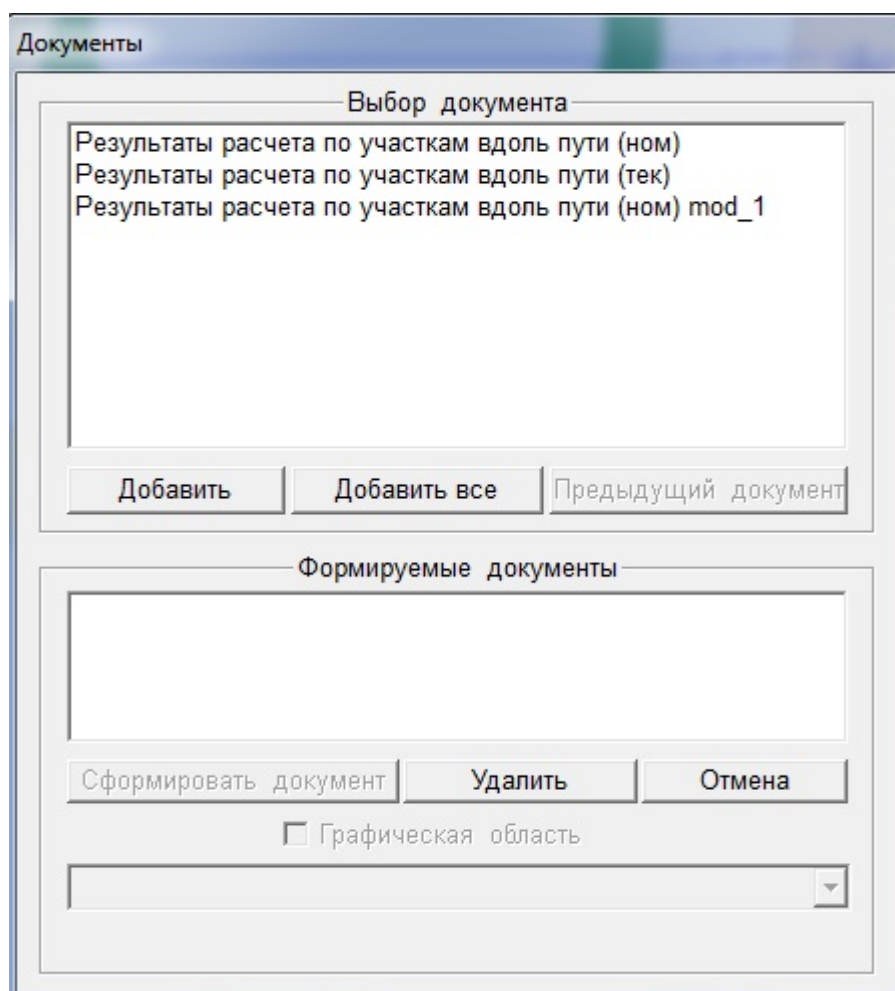 Документы
Выбор документа
Результаты расчета по участкам вдоль пути (ном)
Результаты расчета по участкам вдоль пути (тек)
Результаты расчета по участкам вдоль пути (ном) mod_1
Добавить Добавить все Предыдущий документ
Формируемые документы
Сформировать документ Удалить Отмена
Графическая область